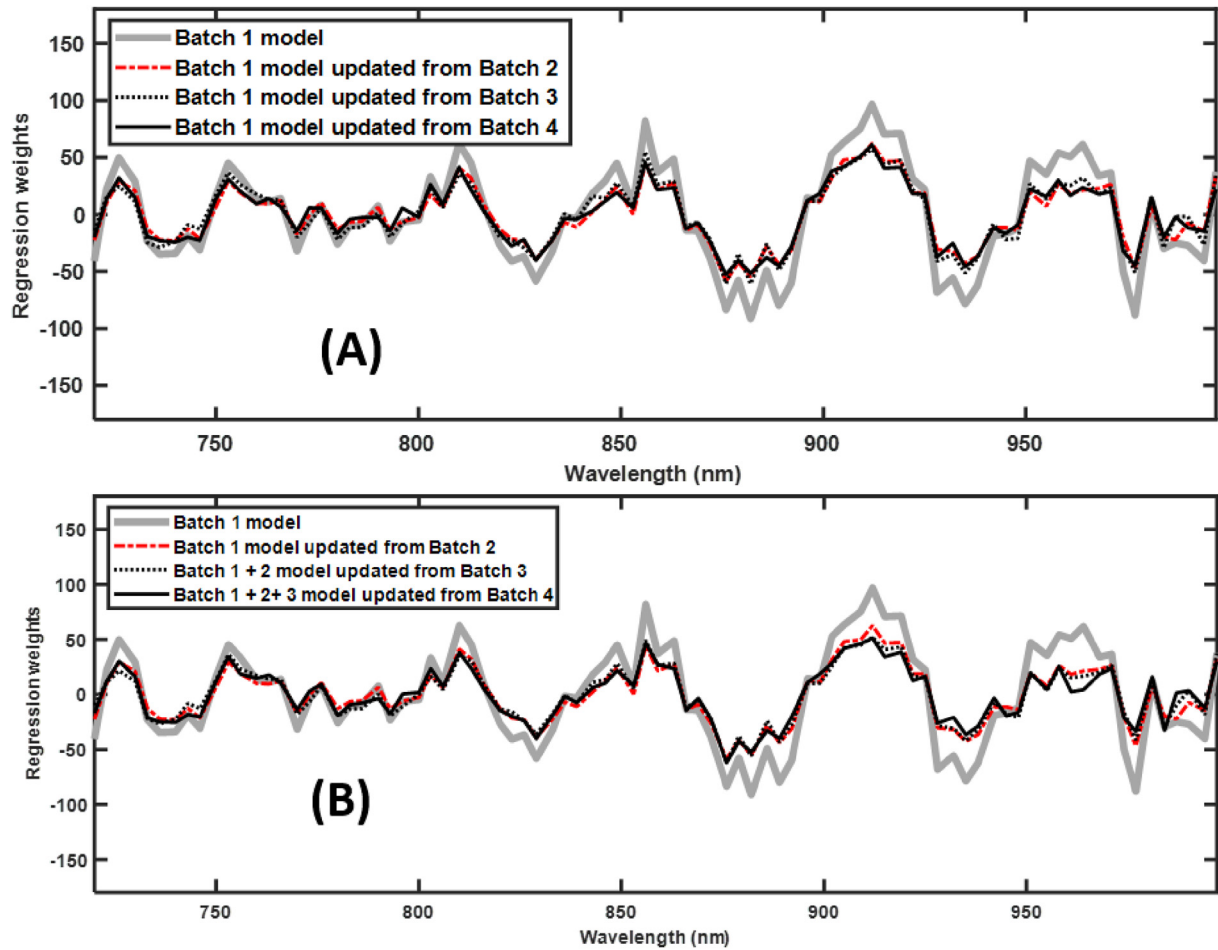 150
100
50
0
-50
-100
-150
Regression weights
Batch 1 model
Batch 1 model updated from Batch 2
Batch 1 model updated from Batch 3
Batch 1 model updated from Batch 4
(A)
750 800 850 900 950
Wavelength (nm)
150
100
50
0
-50
-100
-150
Regression weights
Batch 1 model
Batch 1 model updated from Batch 2
Batch 1 + 2 model updated from Batch 3
Batch 1 + 2+ 3 model updated from Batch 4
(B)
750 800 850 900 950
Wavelength (nm)